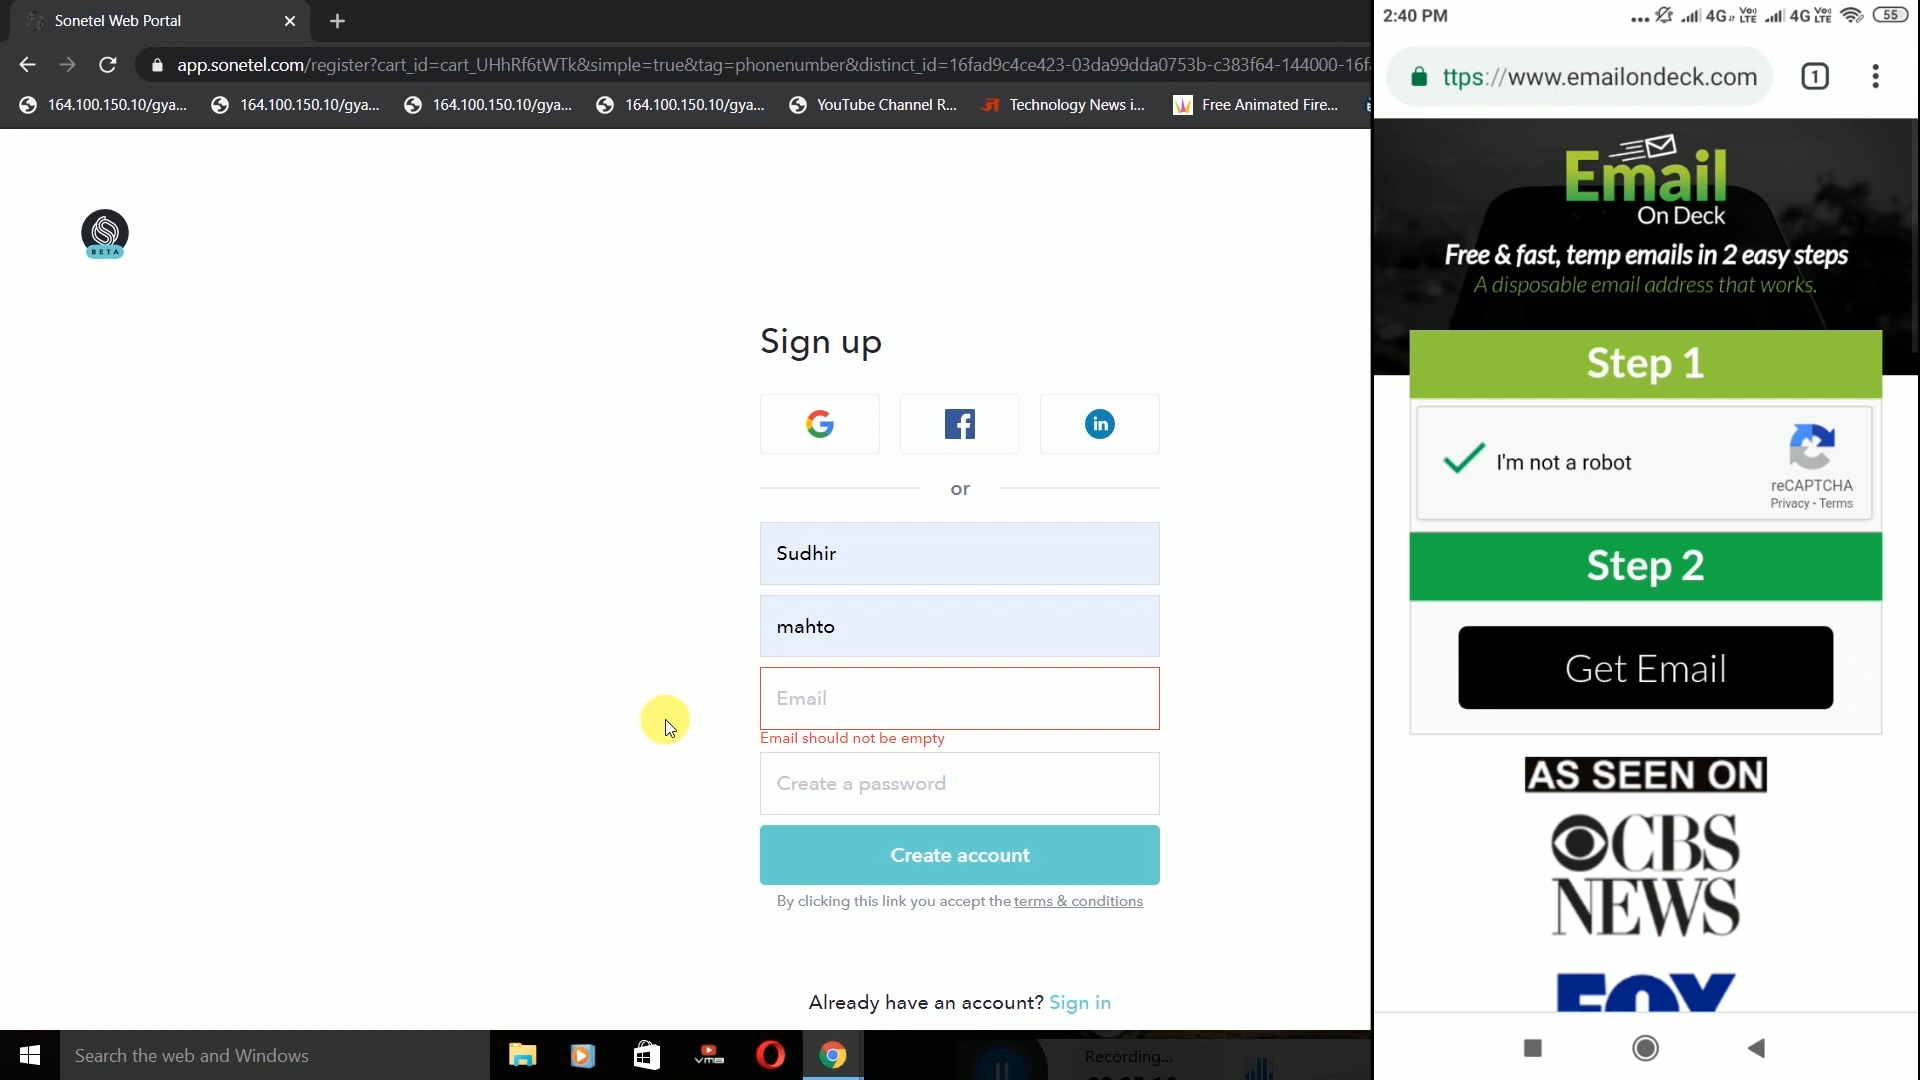 Sonetel Web Portal
app.sonetel.com/register?cart_id=cart_UHhRf6tWTk&simple=true&tag=phonenumber&distinct_id=16fad9c4ce423-03da99dda0753b-c383f64-144000-16f
164.100.150.10/gya...
164.100.150.10/gya...
164.100.150.10/gya...
164.100.150.10/gya...
YouTube Channel R...
Technology News i...
Free Animated Fire...
BETA
Sign up
or
Sudhir
mahto
Email
Email should not be empty
Create a password
Create account
By clicking this link you accept the terms & conditions
Already have an account? Sign in
Search the web and Windows
Recording...
2:40 PM
4G VoLTE 4G VoLTE 55
ttps://www.emailondeck.com
1
Email
On Deck
Free & fast, temp emails in 2 easy steps
A disposable email address that works.
Step 1
I'm not a robot
reCAPTCHA
Privacy - Terms
Step 2
Get Email
AS SEEN ON
CBS
NEWS
FOX